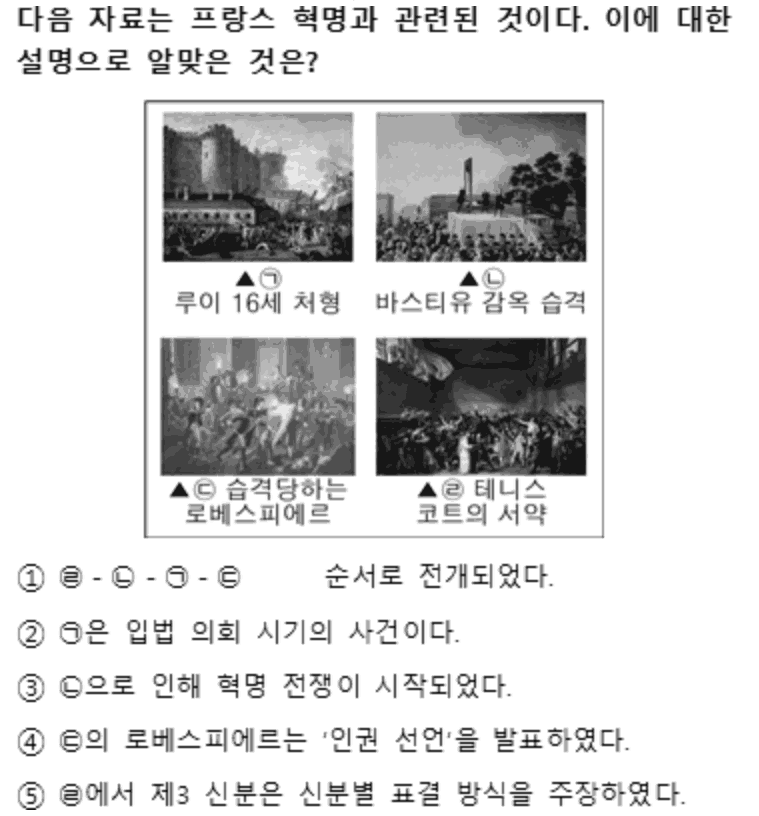 다음 자료는 프랑스 혁명과 관련된 것이다. 이에 대한
설명으로 알맞은 것은?
▲㉠
루이 16세 처형
▲㉡
바스티유 감옥 습격
▲㉢ 습격당하는
로베스피에르
▲㉣ 테니스
코트의 서약
① ㉣ - ㉡ - ㉠ - ㉢ 순서로 전개되었다.
② ㉠은 입법 의회 시기의 사건이다.
③ ㉡으로 인해 혁명 전쟁이 시작되었다.
④ ㉢의 로베스피에르는 '인권 선언'을 발표하였다.
⑤ ㉣에서 제3 신분은 신분별 표결 방식을 주장하였다.